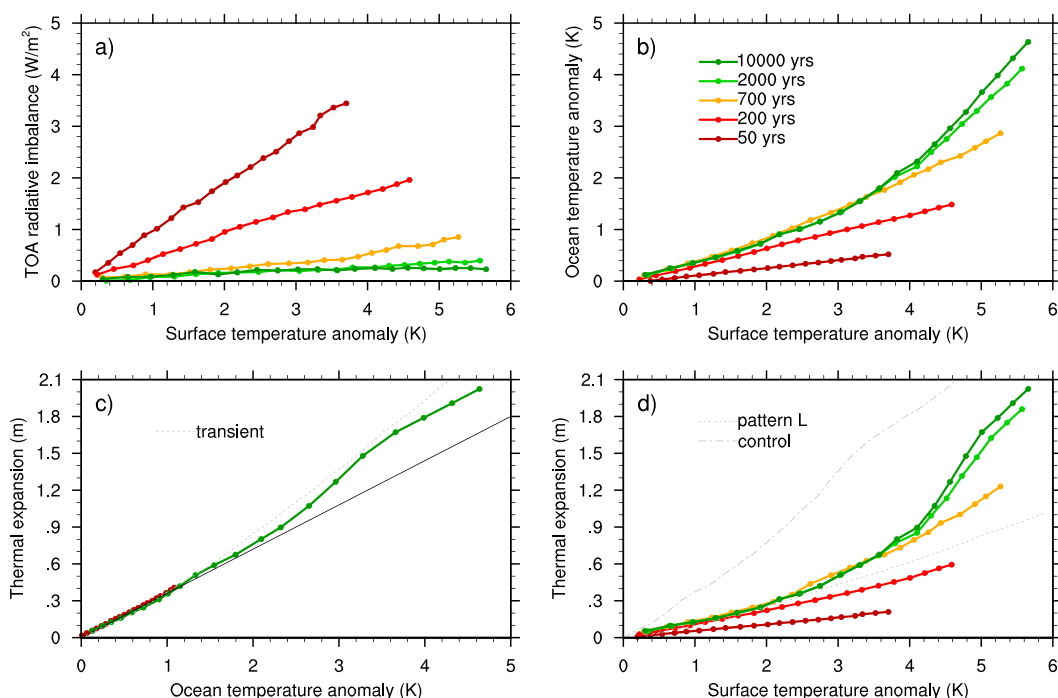 a)
TOA radiative imbalance (W/m²)
5
4
3
2
1
0
0 1 2 3 4 5 6
Surface temperature anomaly (K)
b)
10000 yrs
2000 yrs
700 yrs
200 yrs
50 yrs
Ocean temperature anomaly (K)
5
4
3
2
1
0
0 1 2 3 4 5 6
Surface temperature anomaly (K)
c)
transient
Thermal expansion (m)
2.1
1.8
1.5
1.2
.9
.6
.3
0
0 1 2 3 4 5
Ocean temperature anomaly (K)
d)
pattern L
control
Thermal expansion (m)
2.1
1.8
1.5
1.2
.9
.6
.3
0
0 1 2 3 4 5 6
Surface temperature anomaly (K)